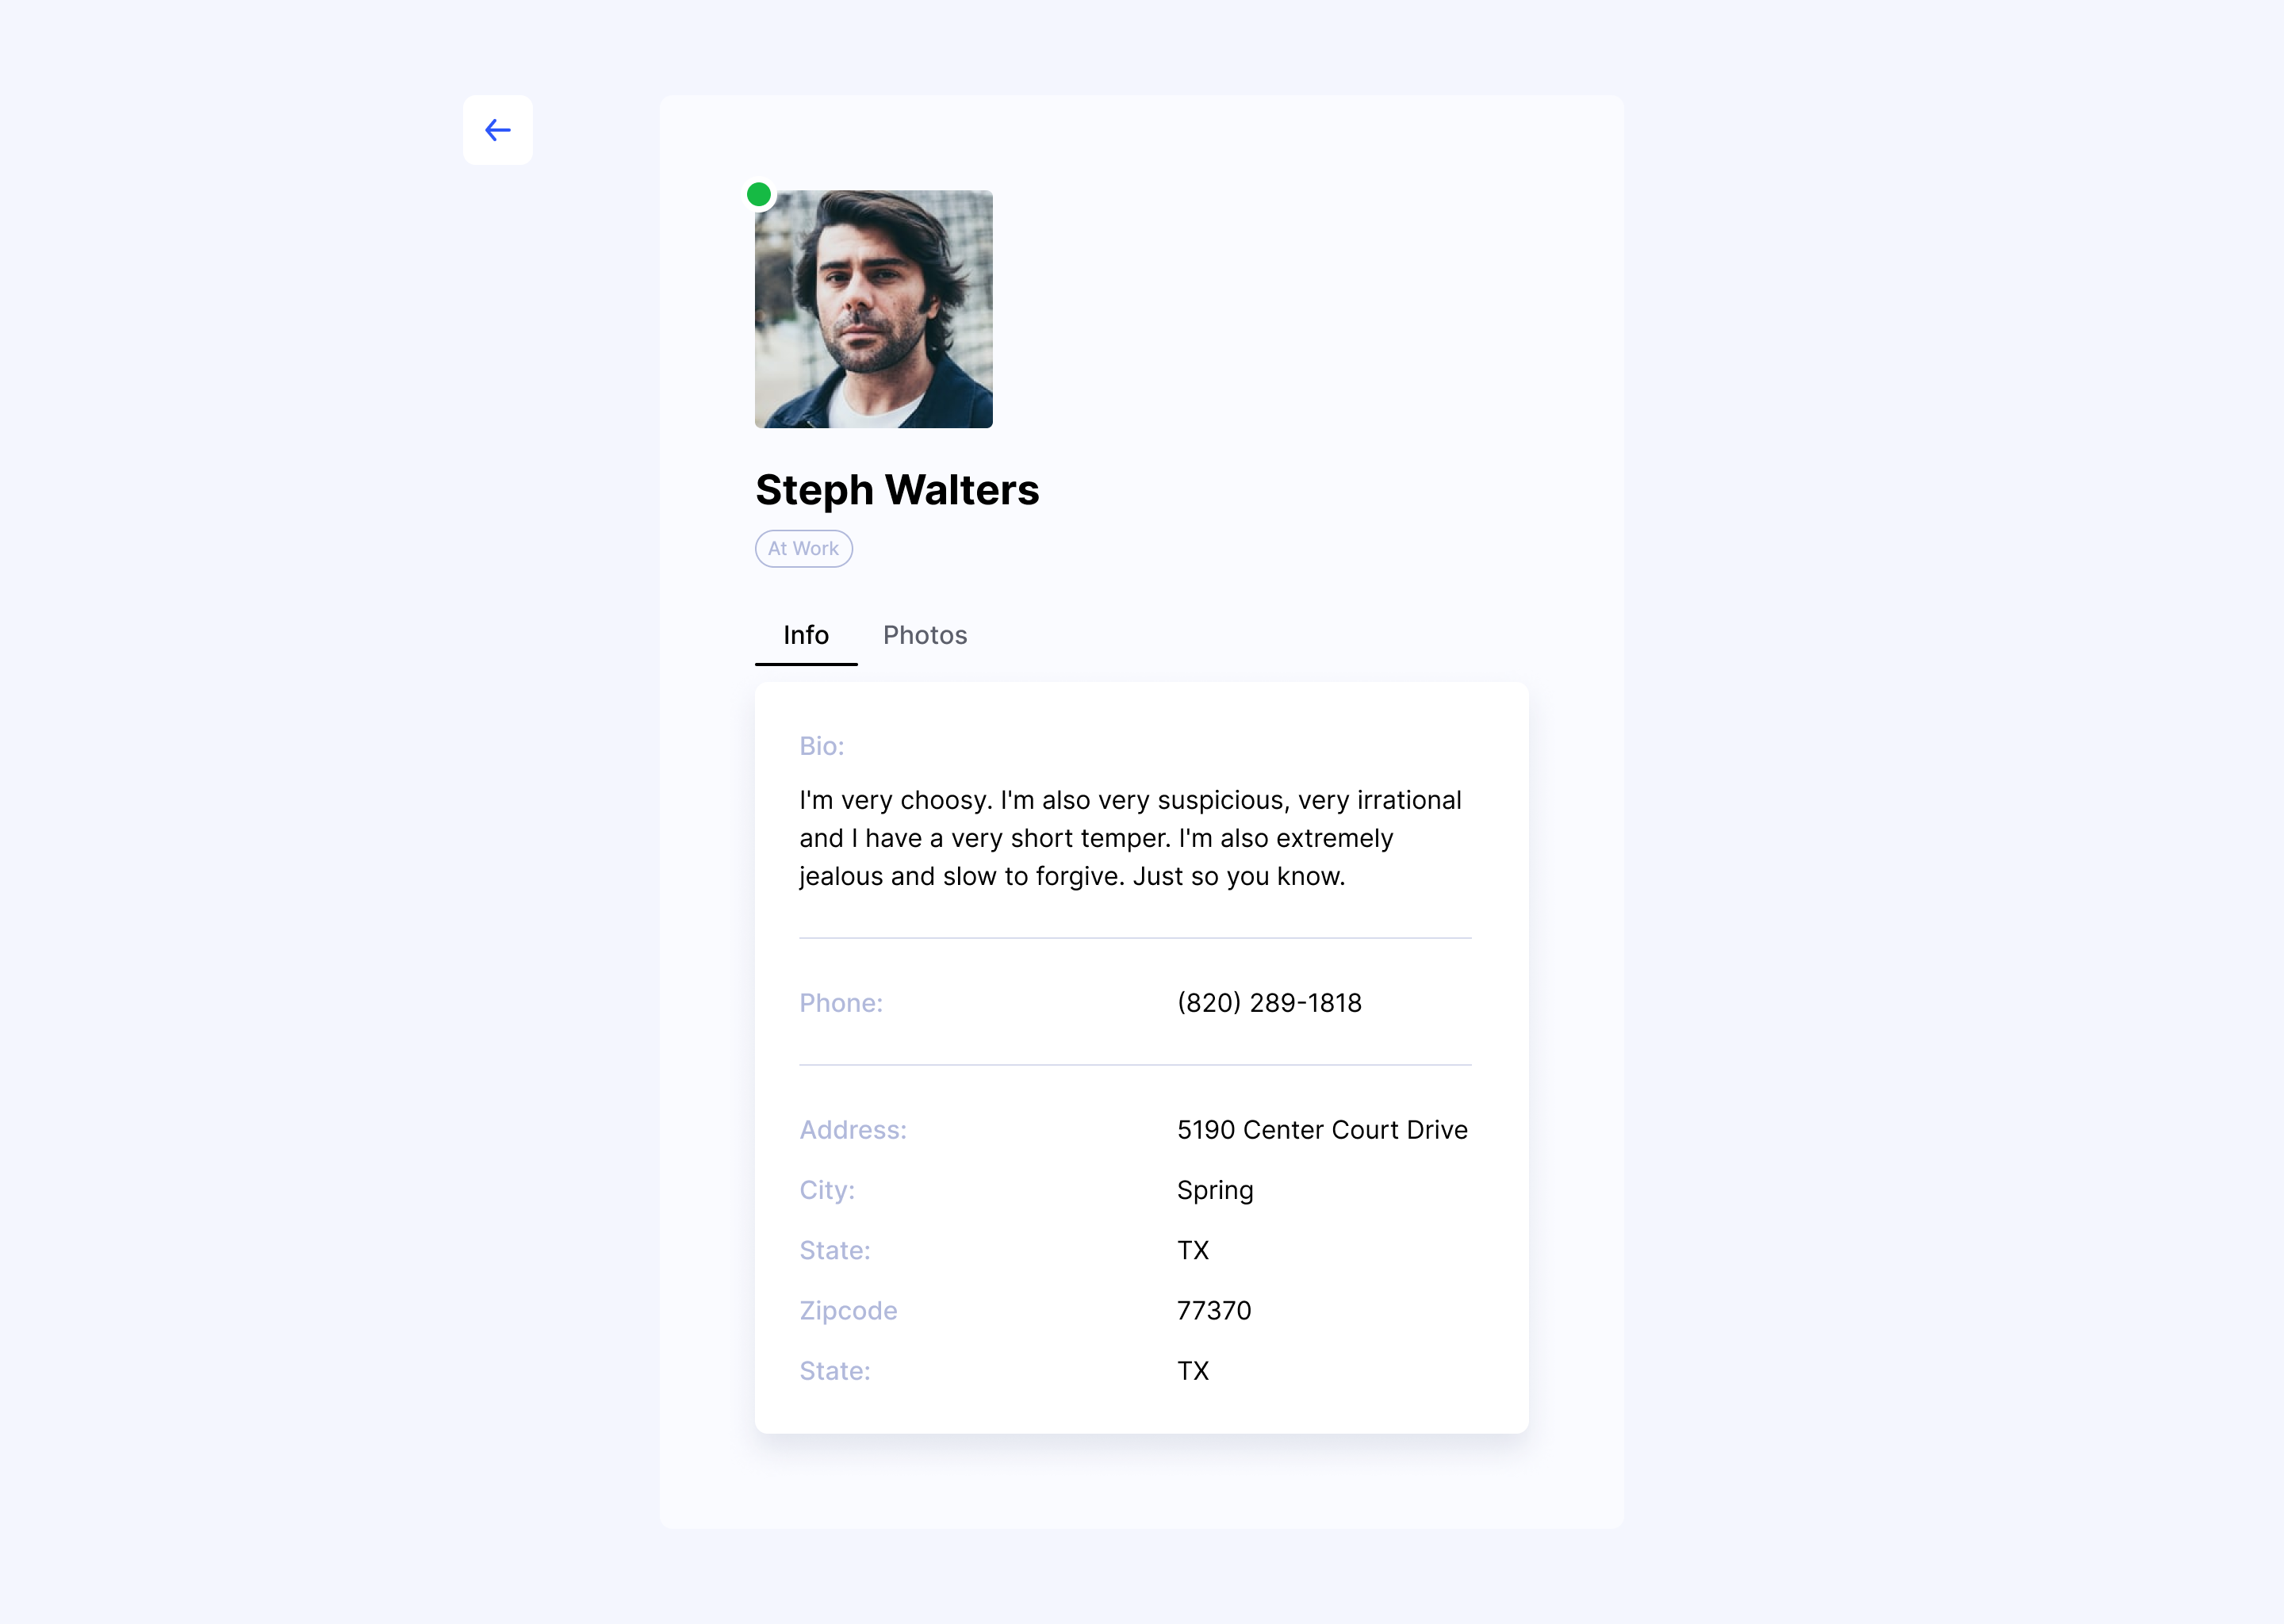 Steph Walters
At Work
Info Photos
Bio:
I'm very choosy. I'm also very suspicious, very irrational
and I have a very short temper. I'm also extremely
jealous and slow to forgive. Just so you know.
Phone: (820) 289-1818
Address: 5190 Center Court Drive
City: Spring
State: TX
Zipcode 77370
State: TX